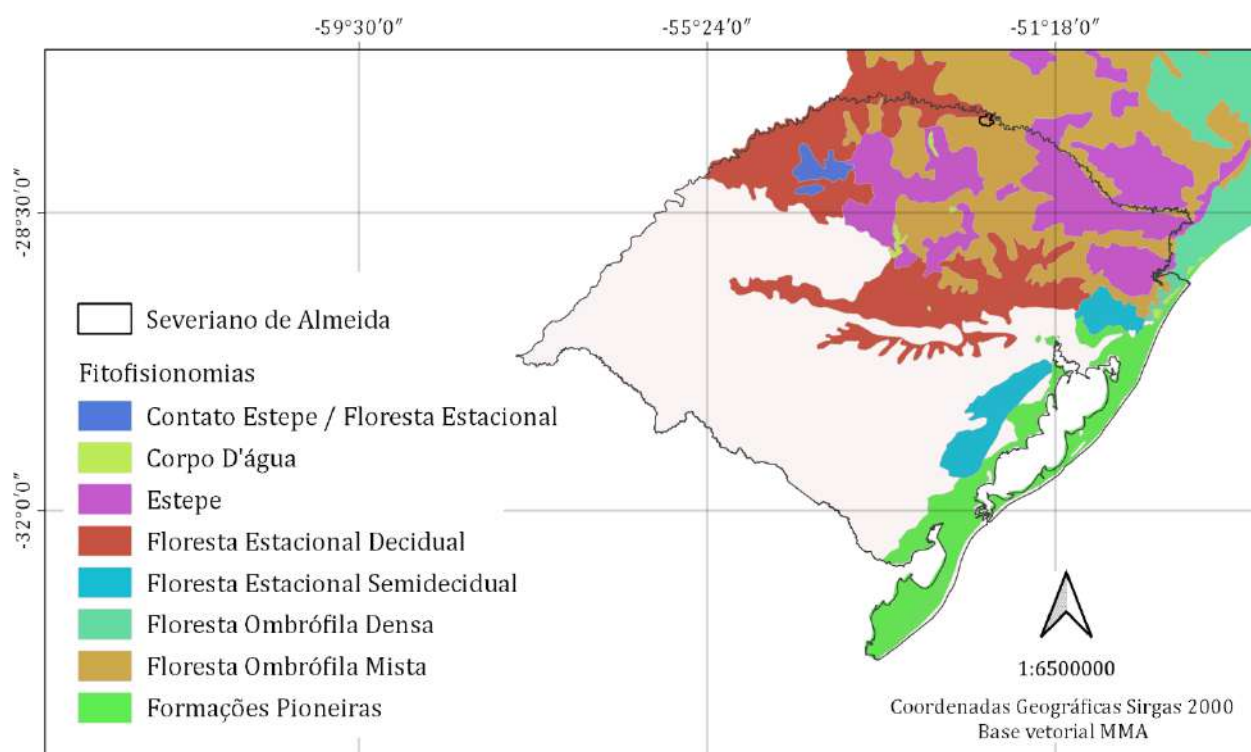 -59°30′0″ -55°24′0″ -51°18′0″
-28°30′0″
-32°0′0″
Severiano de Almeida
Fitofisionomias
Contato Estepe / Floresta Estacional
Corpo D'água
Estepe
Floresta Estacional Decidual
Floresta Estacional Semidecidual
Floresta Ombrófila Densa
Floresta Ombrófila Mista
Formações Pioneiras
1:6500000
Coordenadas Geográficas Sirgas 2000
Base vetorial MMA